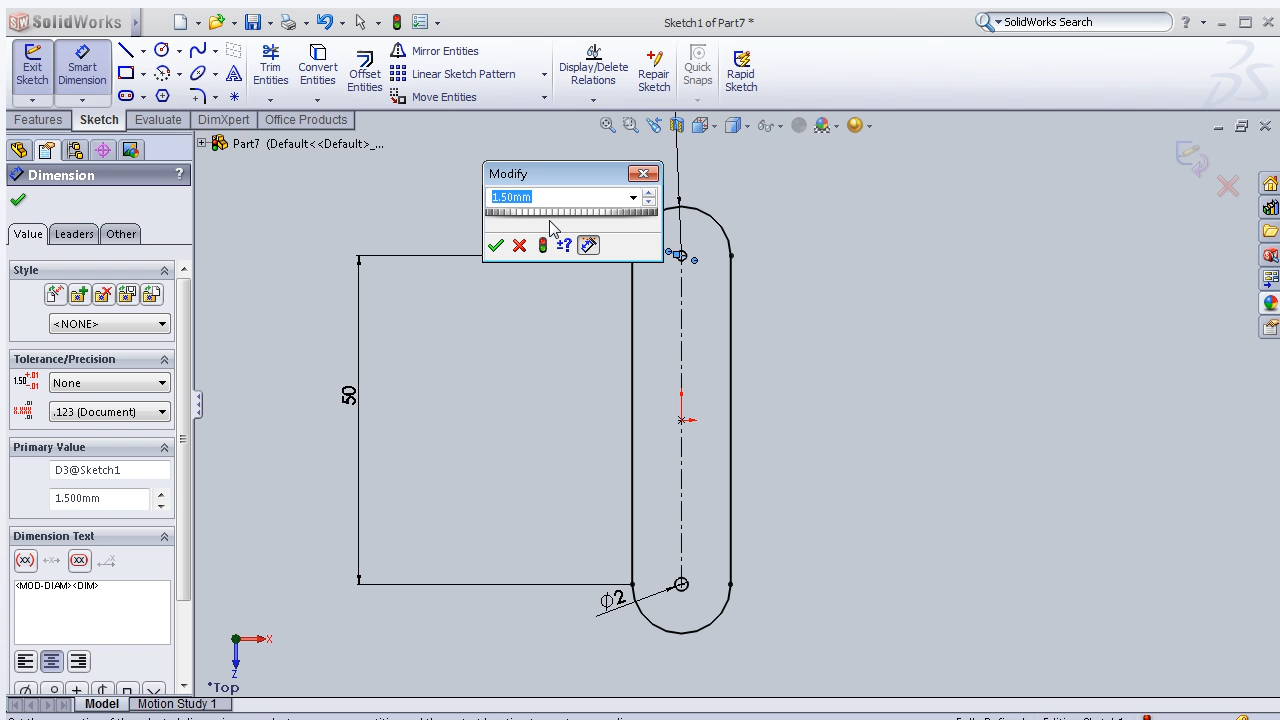 SolidWorks
Sketch1 of Part7 *
SolidWorks Search
Exit Sketch
Smart Dimension
Trim Entities
Convert Entities
Offset Entities
Mirror Entities
Linear Sketch Pattern
Move Entities
Display/Delete Relations
Repair Sketch
Quick Snaps
Rapid Sketch
Features
Sketch
Evaluate
DimXpert
Office Products
Part7 (Default<<Default>_...
Dimension
?
Value
Leaders
Other
Style
<NONE>
Tolerance/Precision
None
.123 (Document)
Primary Value
D3@Sketch1
1.500mm
Dimension Text
<MOD-DIAM><DIM>
Modify
1.50mm
±?
50
ϕ2
X
Z
*Top
Model
Motion Study 1